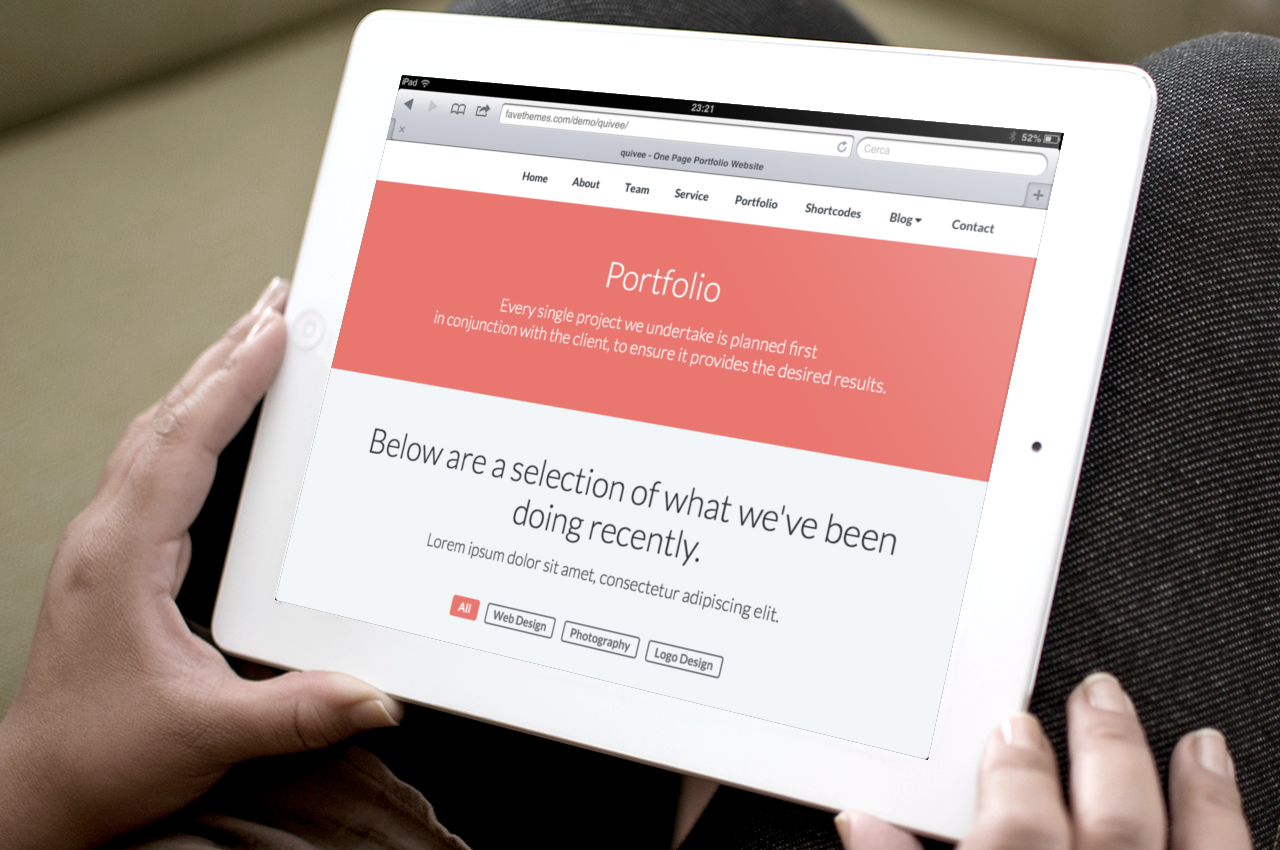 iPad
23:21
52%
favethemes.com/demo/quivee/
Cerca
quivee - One Page Portfolio Website
Home About Team Service Portfolio Shortcodes Blog Contact
Portfolio
Every single project we undertake is planned first
in conjunction with the client, to ensure it provides the desired results.
Below are a selection of what we've been
doing recently.
Lorem ipsum dolor sit amet, consectetur adipiscing elit.
All Web Design Photography Logo Design